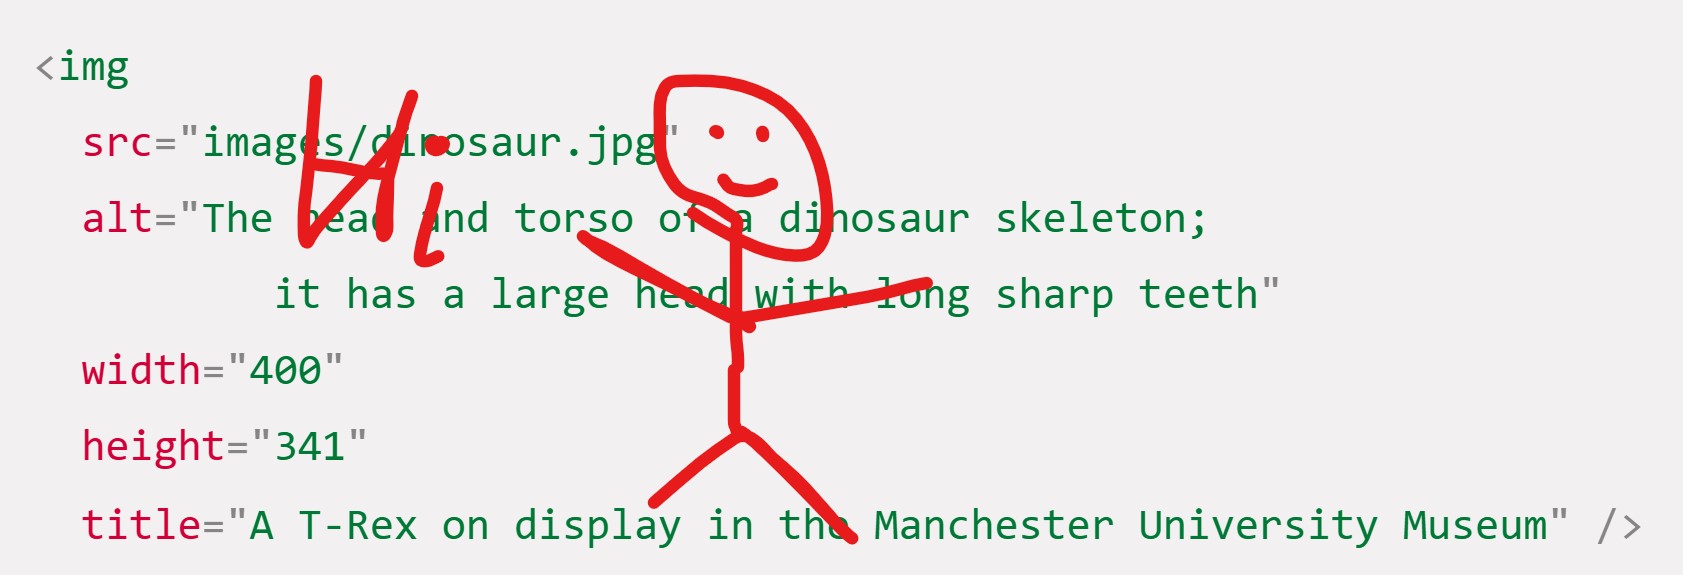 <img
src="images/dinosaur.jpg"
alt="The head and torso of a dinosaur skeleton;
it has a large head with long sharp teeth"
width="400"
height="341"
title="A T-Rex on display in the Manchester University Museum" />
Hi